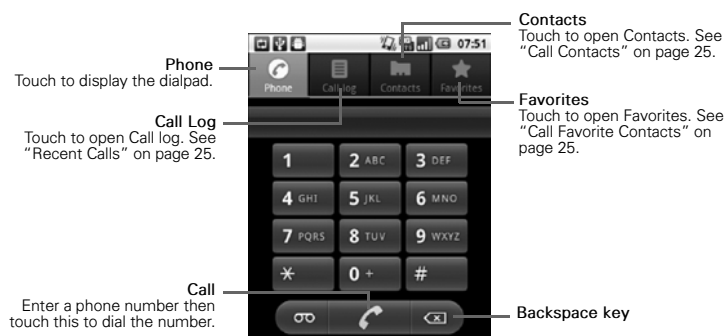 Contacts
Touch to open Contacts. See
“Call Contacts” on page 25.
07:51
Phone
Touch to display the dialpad.
Phone
Call log
Contacts
Favorites
Call Log
Touch to open Call log. See
“Recent Calls” on page 25.
Favorites
Touch to open Favorites. See
“Call Favorite Contacts” on
page 25.
1 2 ABC 3 DEF
4 GHI 5 JKL 6 MNO
7 PQRS 8 TUV 9 WXYZ
* 0 + #
Call
Enter a phone number then
touch this to dial the number.
Backspace key